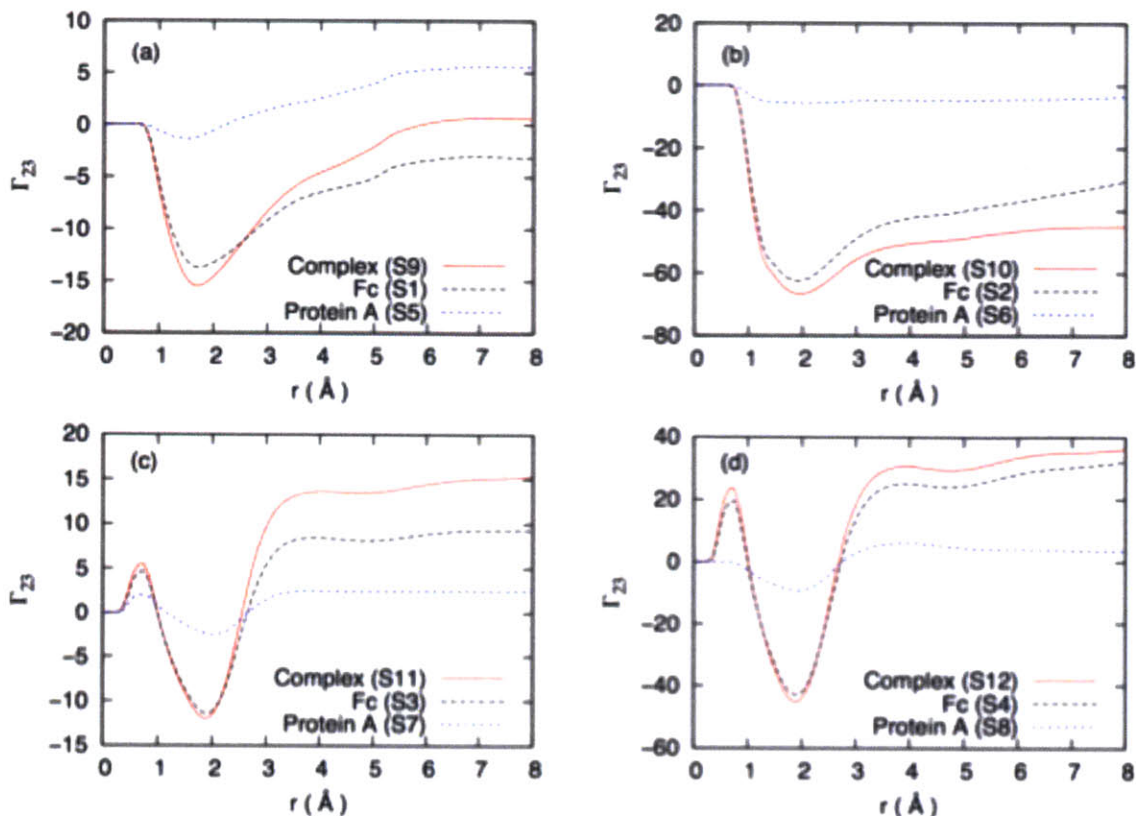 (a)
10
5
0
−5
−10
−15
−20
Γ23
Complex (S9)
Fc (S1)
Protein A (S5)
0 1 2 3 4 5 6 7 8
r ( Å )
(b)
20
0
−20
−40
−60
−80
Γ23
Complex (S10)
Fc (S2)
Protein A (S6)
0 1 2 3 4 5 6 7 8
r ( Å )
(c)
20
15
10
5
0
−5
−10
−15
Γ23
Complex (S11)
Fc (S3)
Protein A (S7)
0 1 2 3 4 5 6 7 8
r ( Å )
(d)
40
20
0
−20
−40
−60
Γ23
Complex (S12)
Fc (S4)
Protein A (S8)
0 1 2 3 4 5 6 7 8
r ( Å )